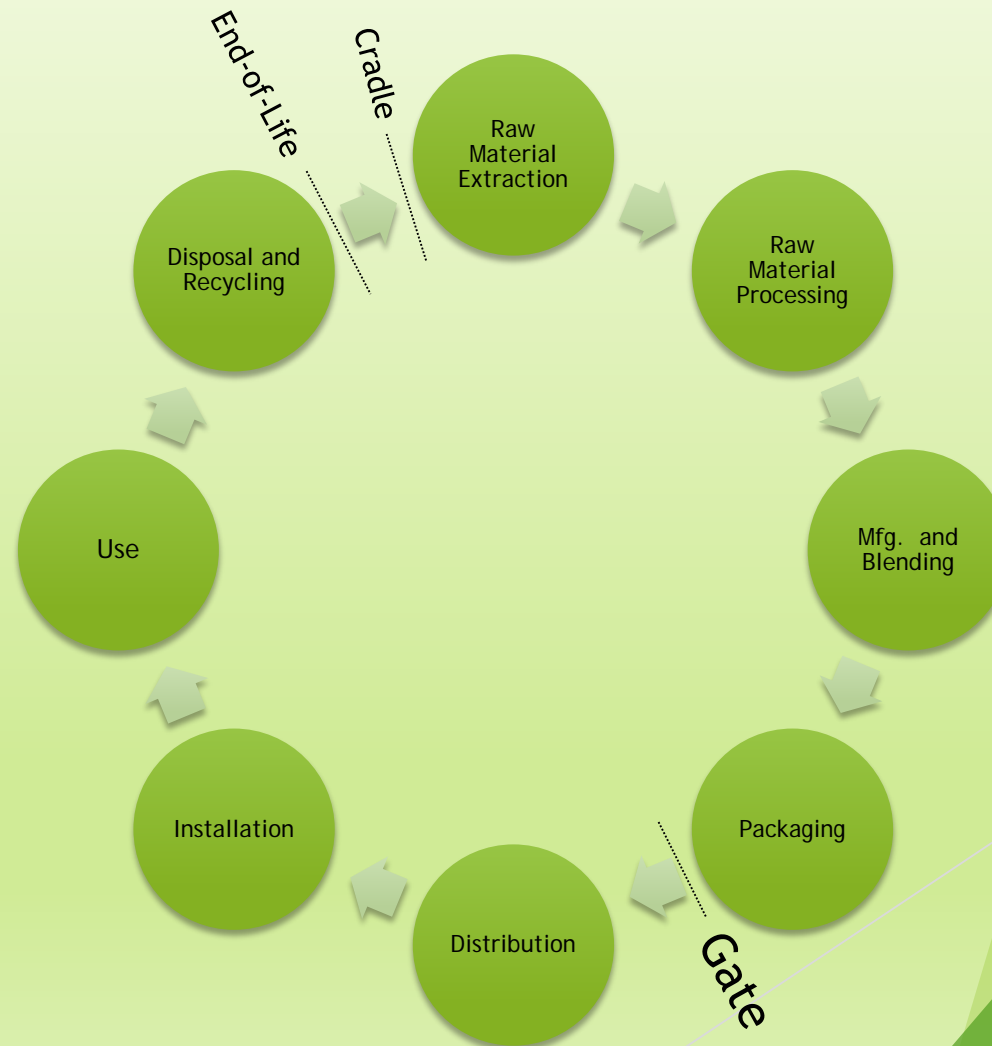 End-of-Life
Cradle
Raw
Material
Extraction
Raw
Material
Processing
Mfg. and
Blending
Packaging
Gate
Distribution
Installation
Use
Disposal and
Recycling